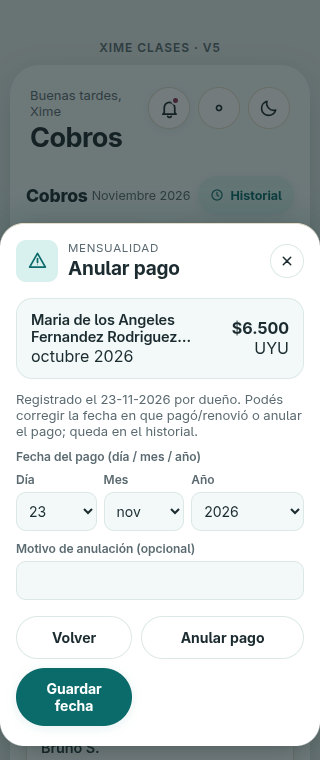 XIME CLASES · V5
Buenas tardes,
Xime
Cobros
Cobros Noviembre 2026 Historial
MENSUALIDAD
Anular pago
Maria de los Angeles
Fernandez Rodriguez...
octubre 2026
$6.500
UYU
Registrado el 23-11-2026 por dueño. Podés
corregir la fecha en que pagó/renovió o anular
el pago; queda en el historial.
Fecha del pago (día / mes / año)
Día Mes Año
23 nov 2026
Motivo de anulación (opcional)
Volver Anular pago
Guardar
fecha
Bruno S.